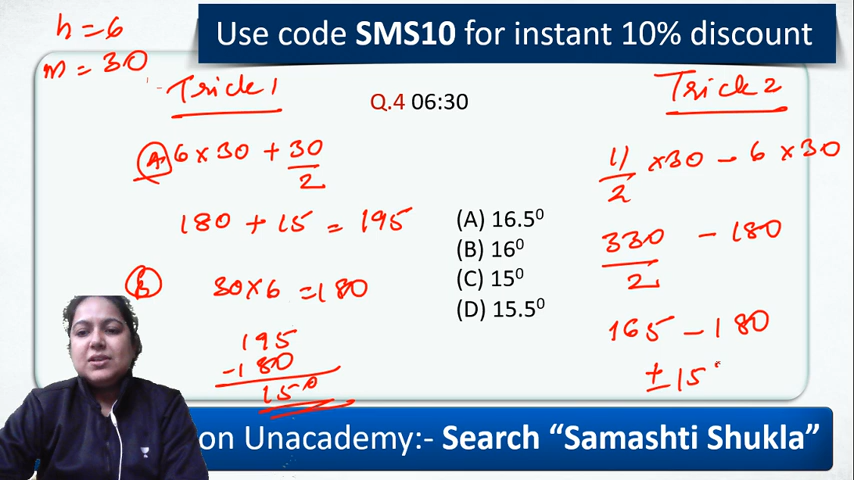 Use code SMS10 for instant 10% discount
h = 6
m = 30
Trick 1
Q.4 06:30
Trick 2
(A) 6 × 30 + 30/2
180 + 15 = 195
(B) 30 × 6 = 180
195
-180
15°
(A) 16.5⁰
(B) 16⁰
(C) 15⁰
(D) 15.5⁰
11/2 × 30 - 6 × 30
330/2 - 180
165 - 180
± 15°
on Unacademy:- Search “Samashti Shukla”